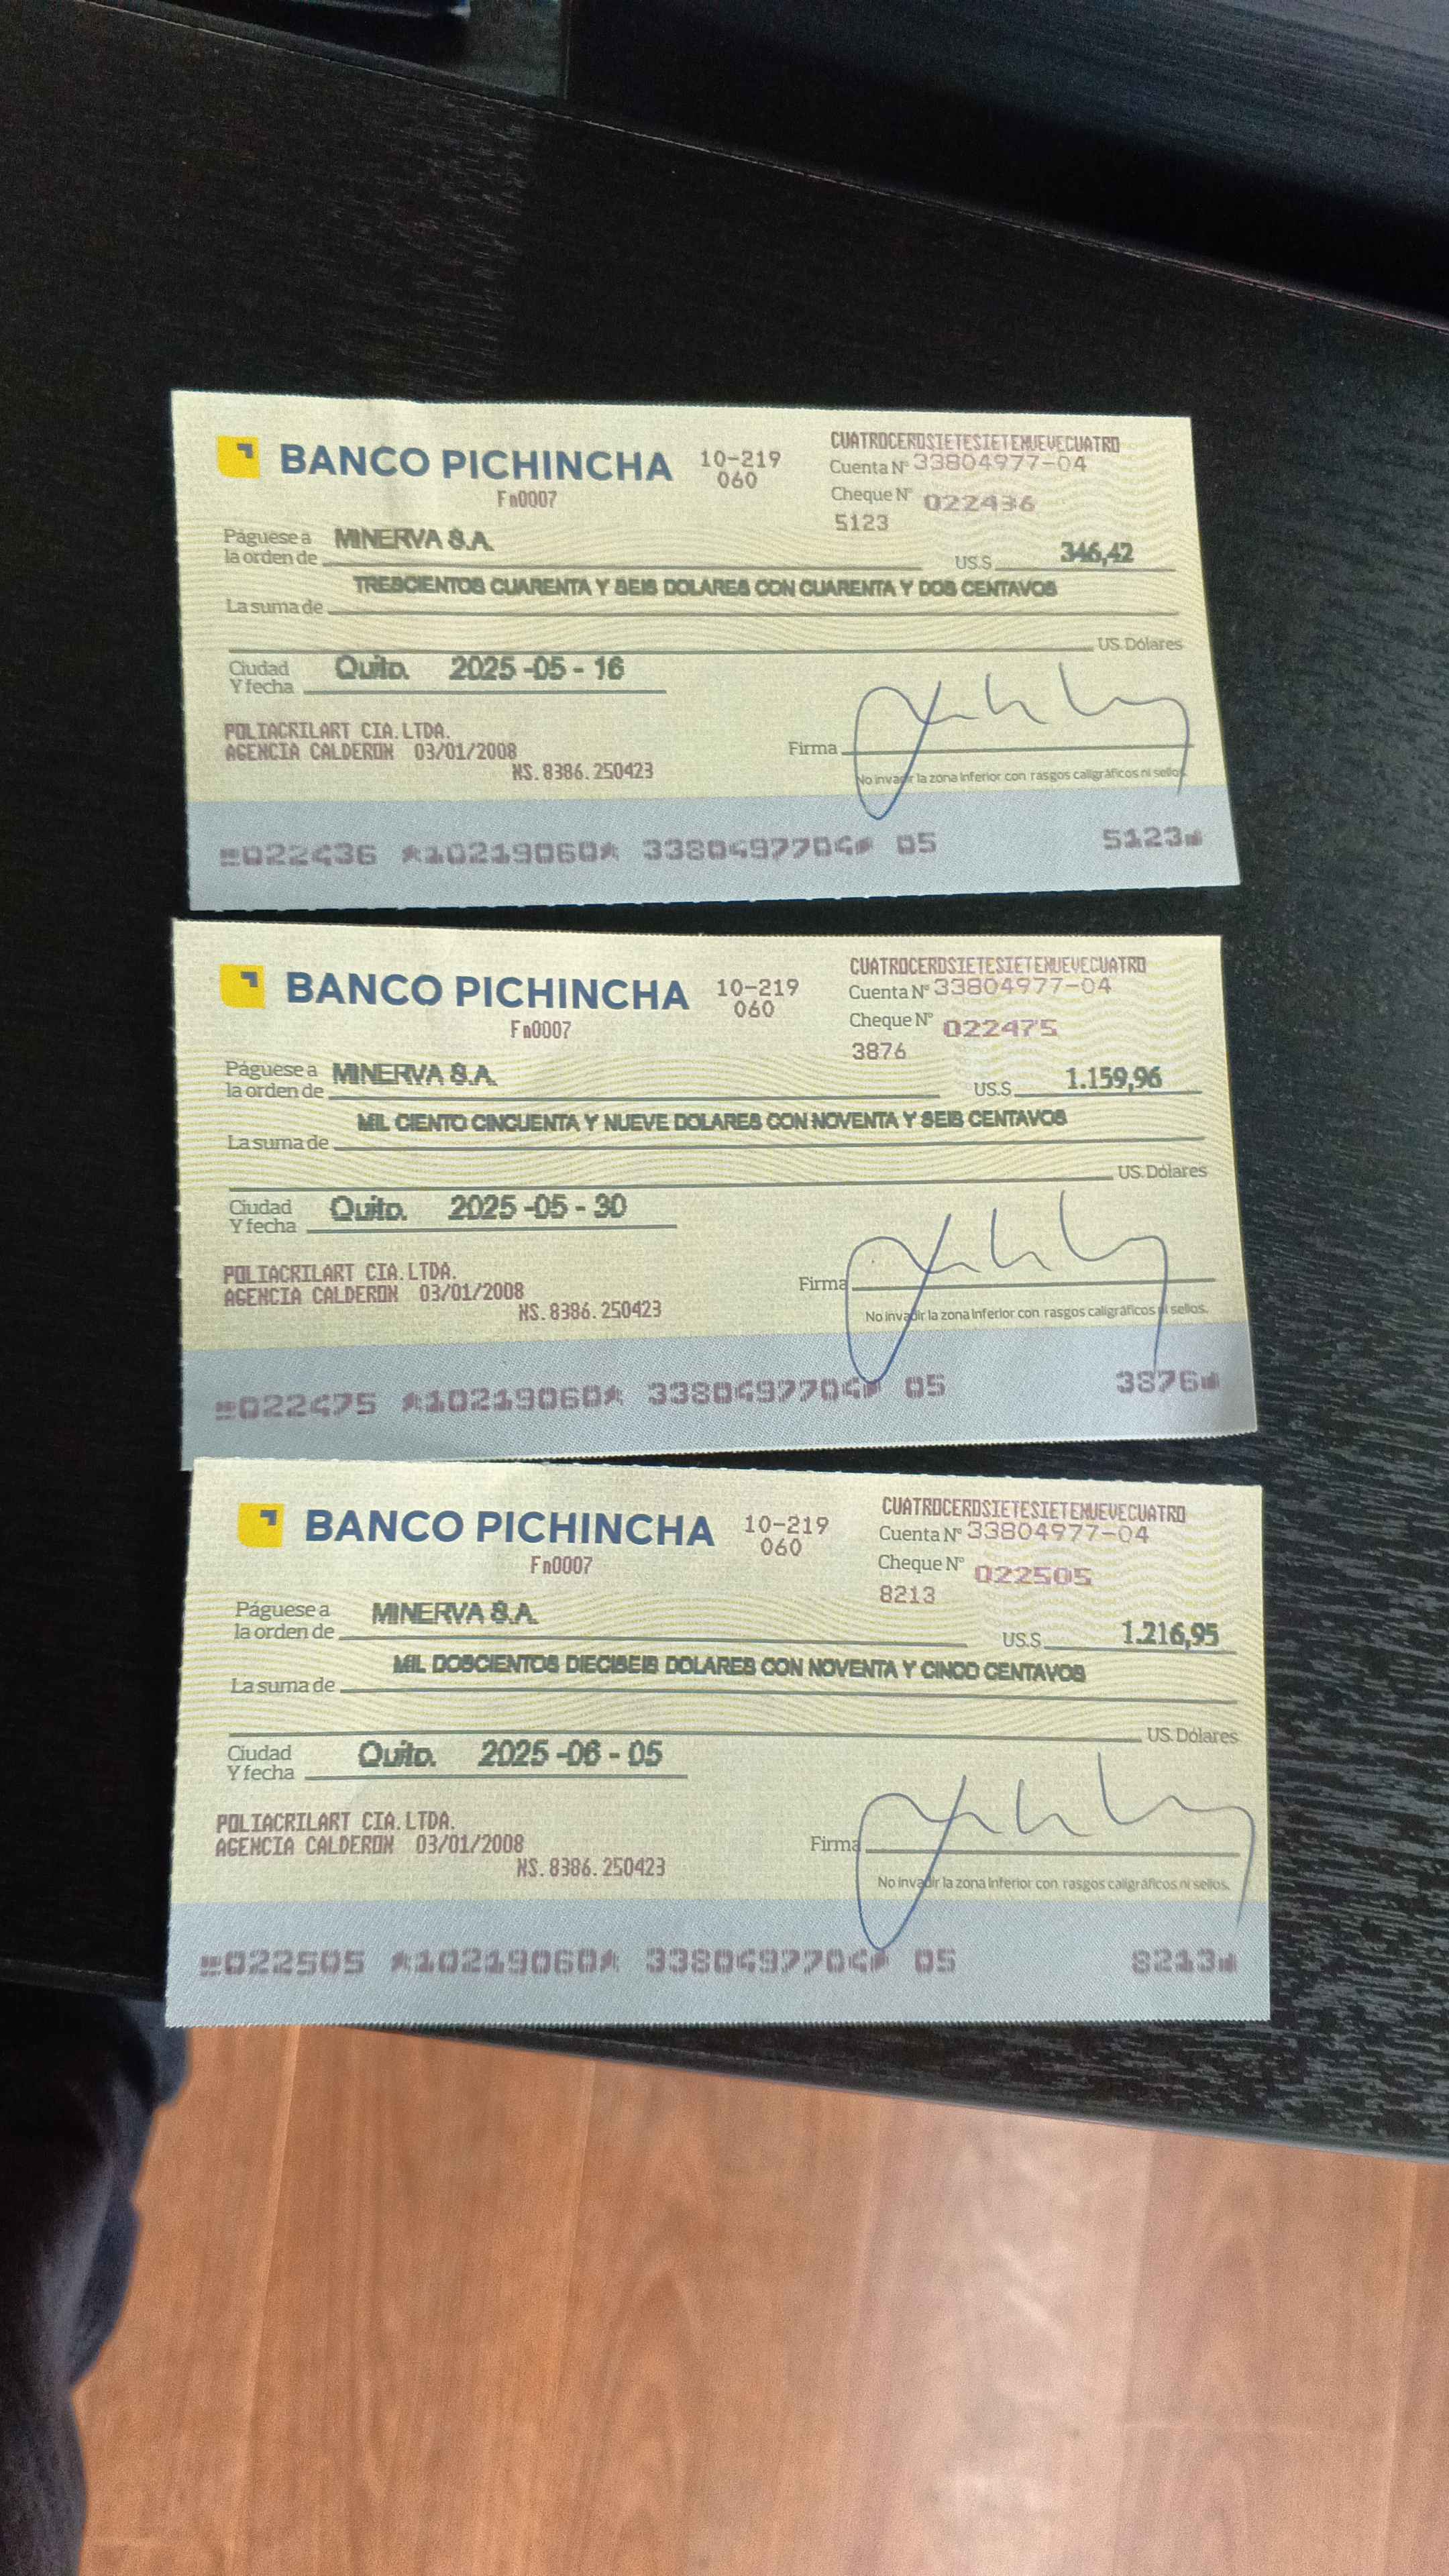 BANCO PICHINCHA
Fn0007
10-219
060
CUATROCEROSIETESIETENUEVECUATRO
Cuenta Nº 33804977-04
Cheque Nº 022436
5123
Páguese a
la orden de MINERVA S.A.
US.$ 346,42
TRESCIENTOS CUARENTA Y SEIS DOLARES CON CUARENTA Y DOS CENTAVOS
La suma de
US. Dólares
Ciudad
Y fecha Quito. 2025 -05 - 16
POLIACRILART CIA.LTDA.
AGENCIA CALDERON 03/01/2008
NS.8386.250423
Firma
No invadir la zona inferior con rasgos caligráficos ni sellos.
022436 10219060 3380497704 05 5123
BANCO PICHINCHA
Fn0007
10-219
060
CUATROCEROSIETESIETENUEVECUATRO
Cuenta Nº 33804977-04
Cheque Nº 022475
3876
Páguese a
la orden de MINERVA S.A.
US.$ 1.159,96
MIL CIENTO CINCUENTA Y NUEVE DOLARES CON NOVENTA Y SEIS CENTAVOS
La suma de
US. Dólares
Ciudad
Y fecha Quito. 2025 -05 - 30
POLIACRILART CIA.LTDA.
AGENCIA CALDERON 03/01/2008
NS.8386.250423
Firma
No invadir la zona inferior con rasgos caligráficos ni sellos.
022475 10219060 3380497704 05 3876
BANCO PICHINCHA
Fn0007
10-219
060
CUATROCEROSIETESIETENUEVECUATRO
Cuenta Nº 33804977-04
Cheque Nº 022505
8213
Páguese a
la orden de MINERVA S.A.
US.$ 1.216,95
MIL DOSCIENTOS DIECISEIS DOLARES CON NOVENTA Y CINCO CENTAVOS
La suma de
US. Dólares
Ciudad
Y fecha Quito. 2025 -06 - 05
POLIACRILART CIA.LTDA.
AGENCIA CALDERON 03/01/2008
NS.8386.250423
Firma
No invadir la zona inferior con rasgos caligráficos ni sellos.
022505 10219060 3380497704 05 8213